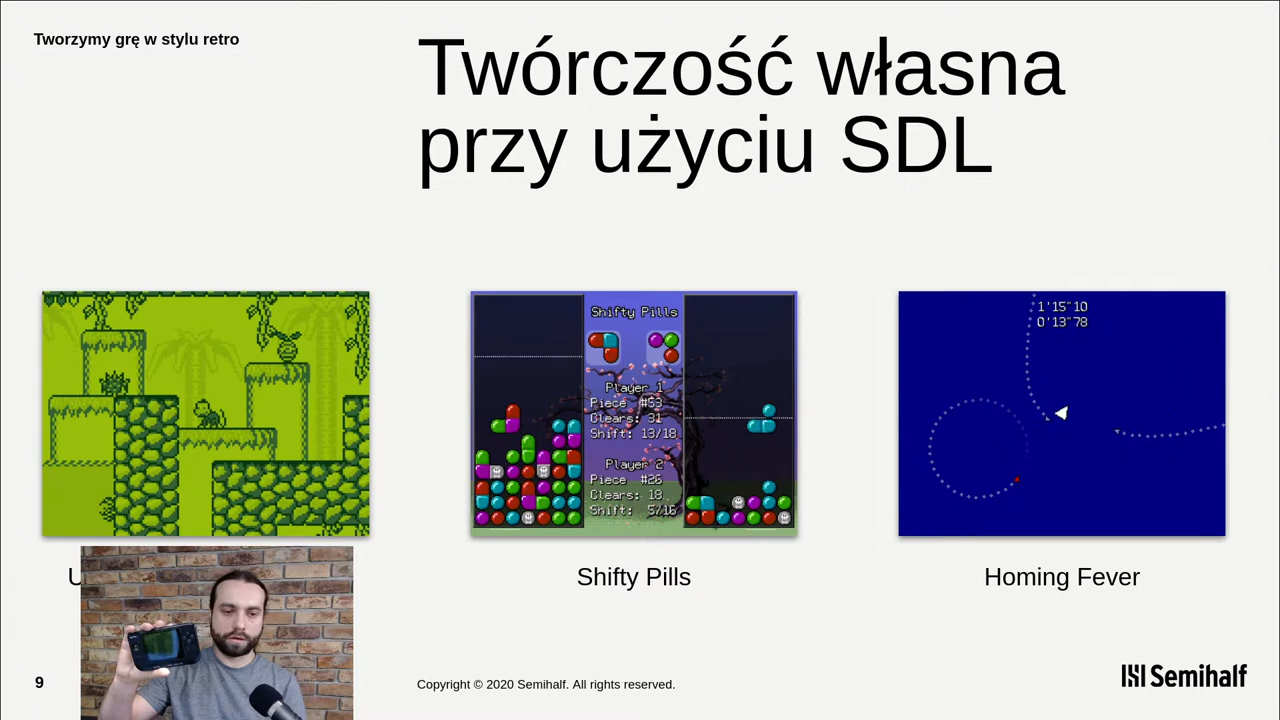 Tworzymy grę w stylu retro
Twórczość własna
przy użyciu SDL
Shifty Pills
Player 1
Piece #53
Clears: 31
Shift: 13/18
Player 2
Piece #26
Clears: 18
Shift: 5/16
1'15"10
0'13"78
Shifty Pills
Homing Fever
9
Copyright © 2020 Semihalf. All rights reserved.
Semihalf